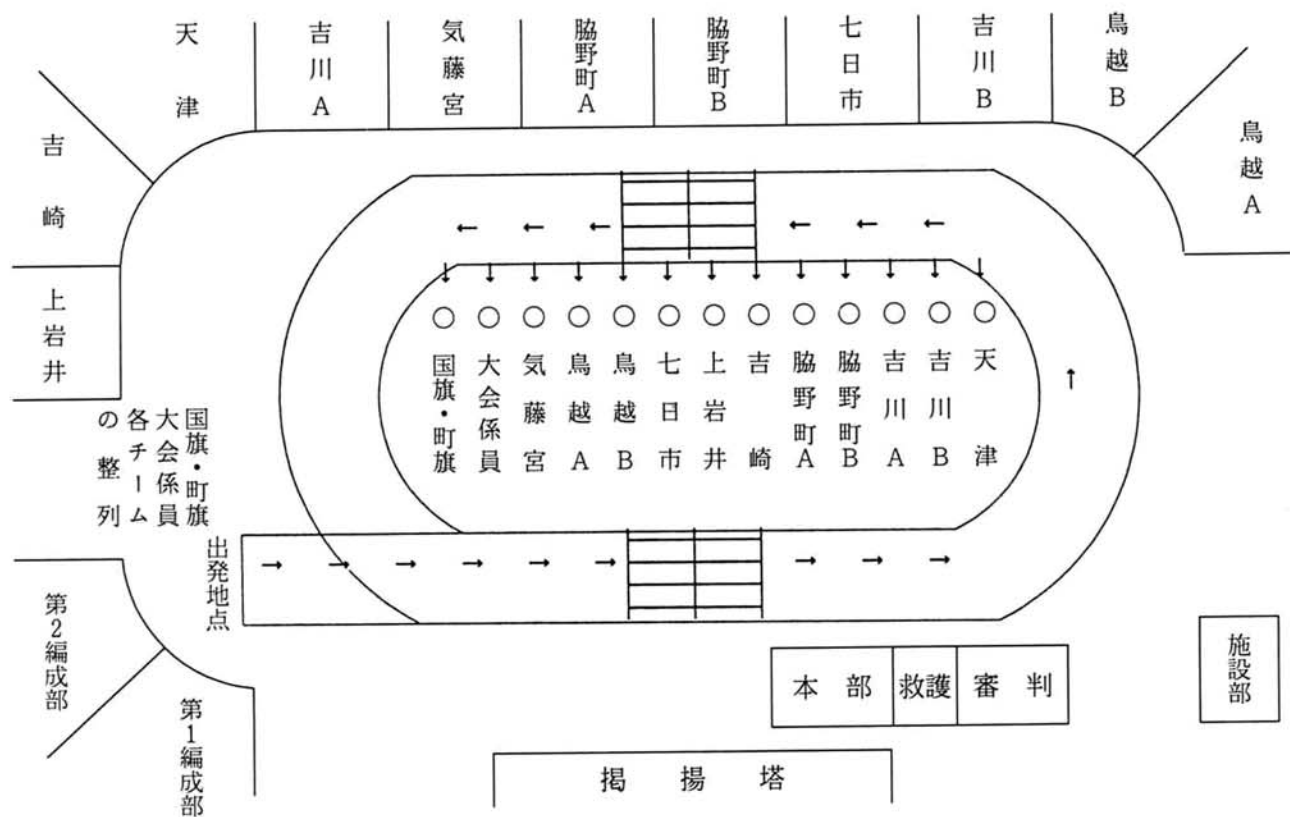 天津
吉川A
気藤宮
脇野町A
脇野町B
七日市
吉川B
鳥越B
鳥越A
吉崎
上岩井
国旗・町旗
大会係員
気藤宮
鳥越A
鳥越B
七日市
上岩井
吉崎
脇野町A
脇野町B
吉川A
吉川B
天津
国旗・町旗
大会係員
各チーム
の整列
出発地点
第2編成部
第1編成部
本部
救護
審判
施設部
掲揚塔